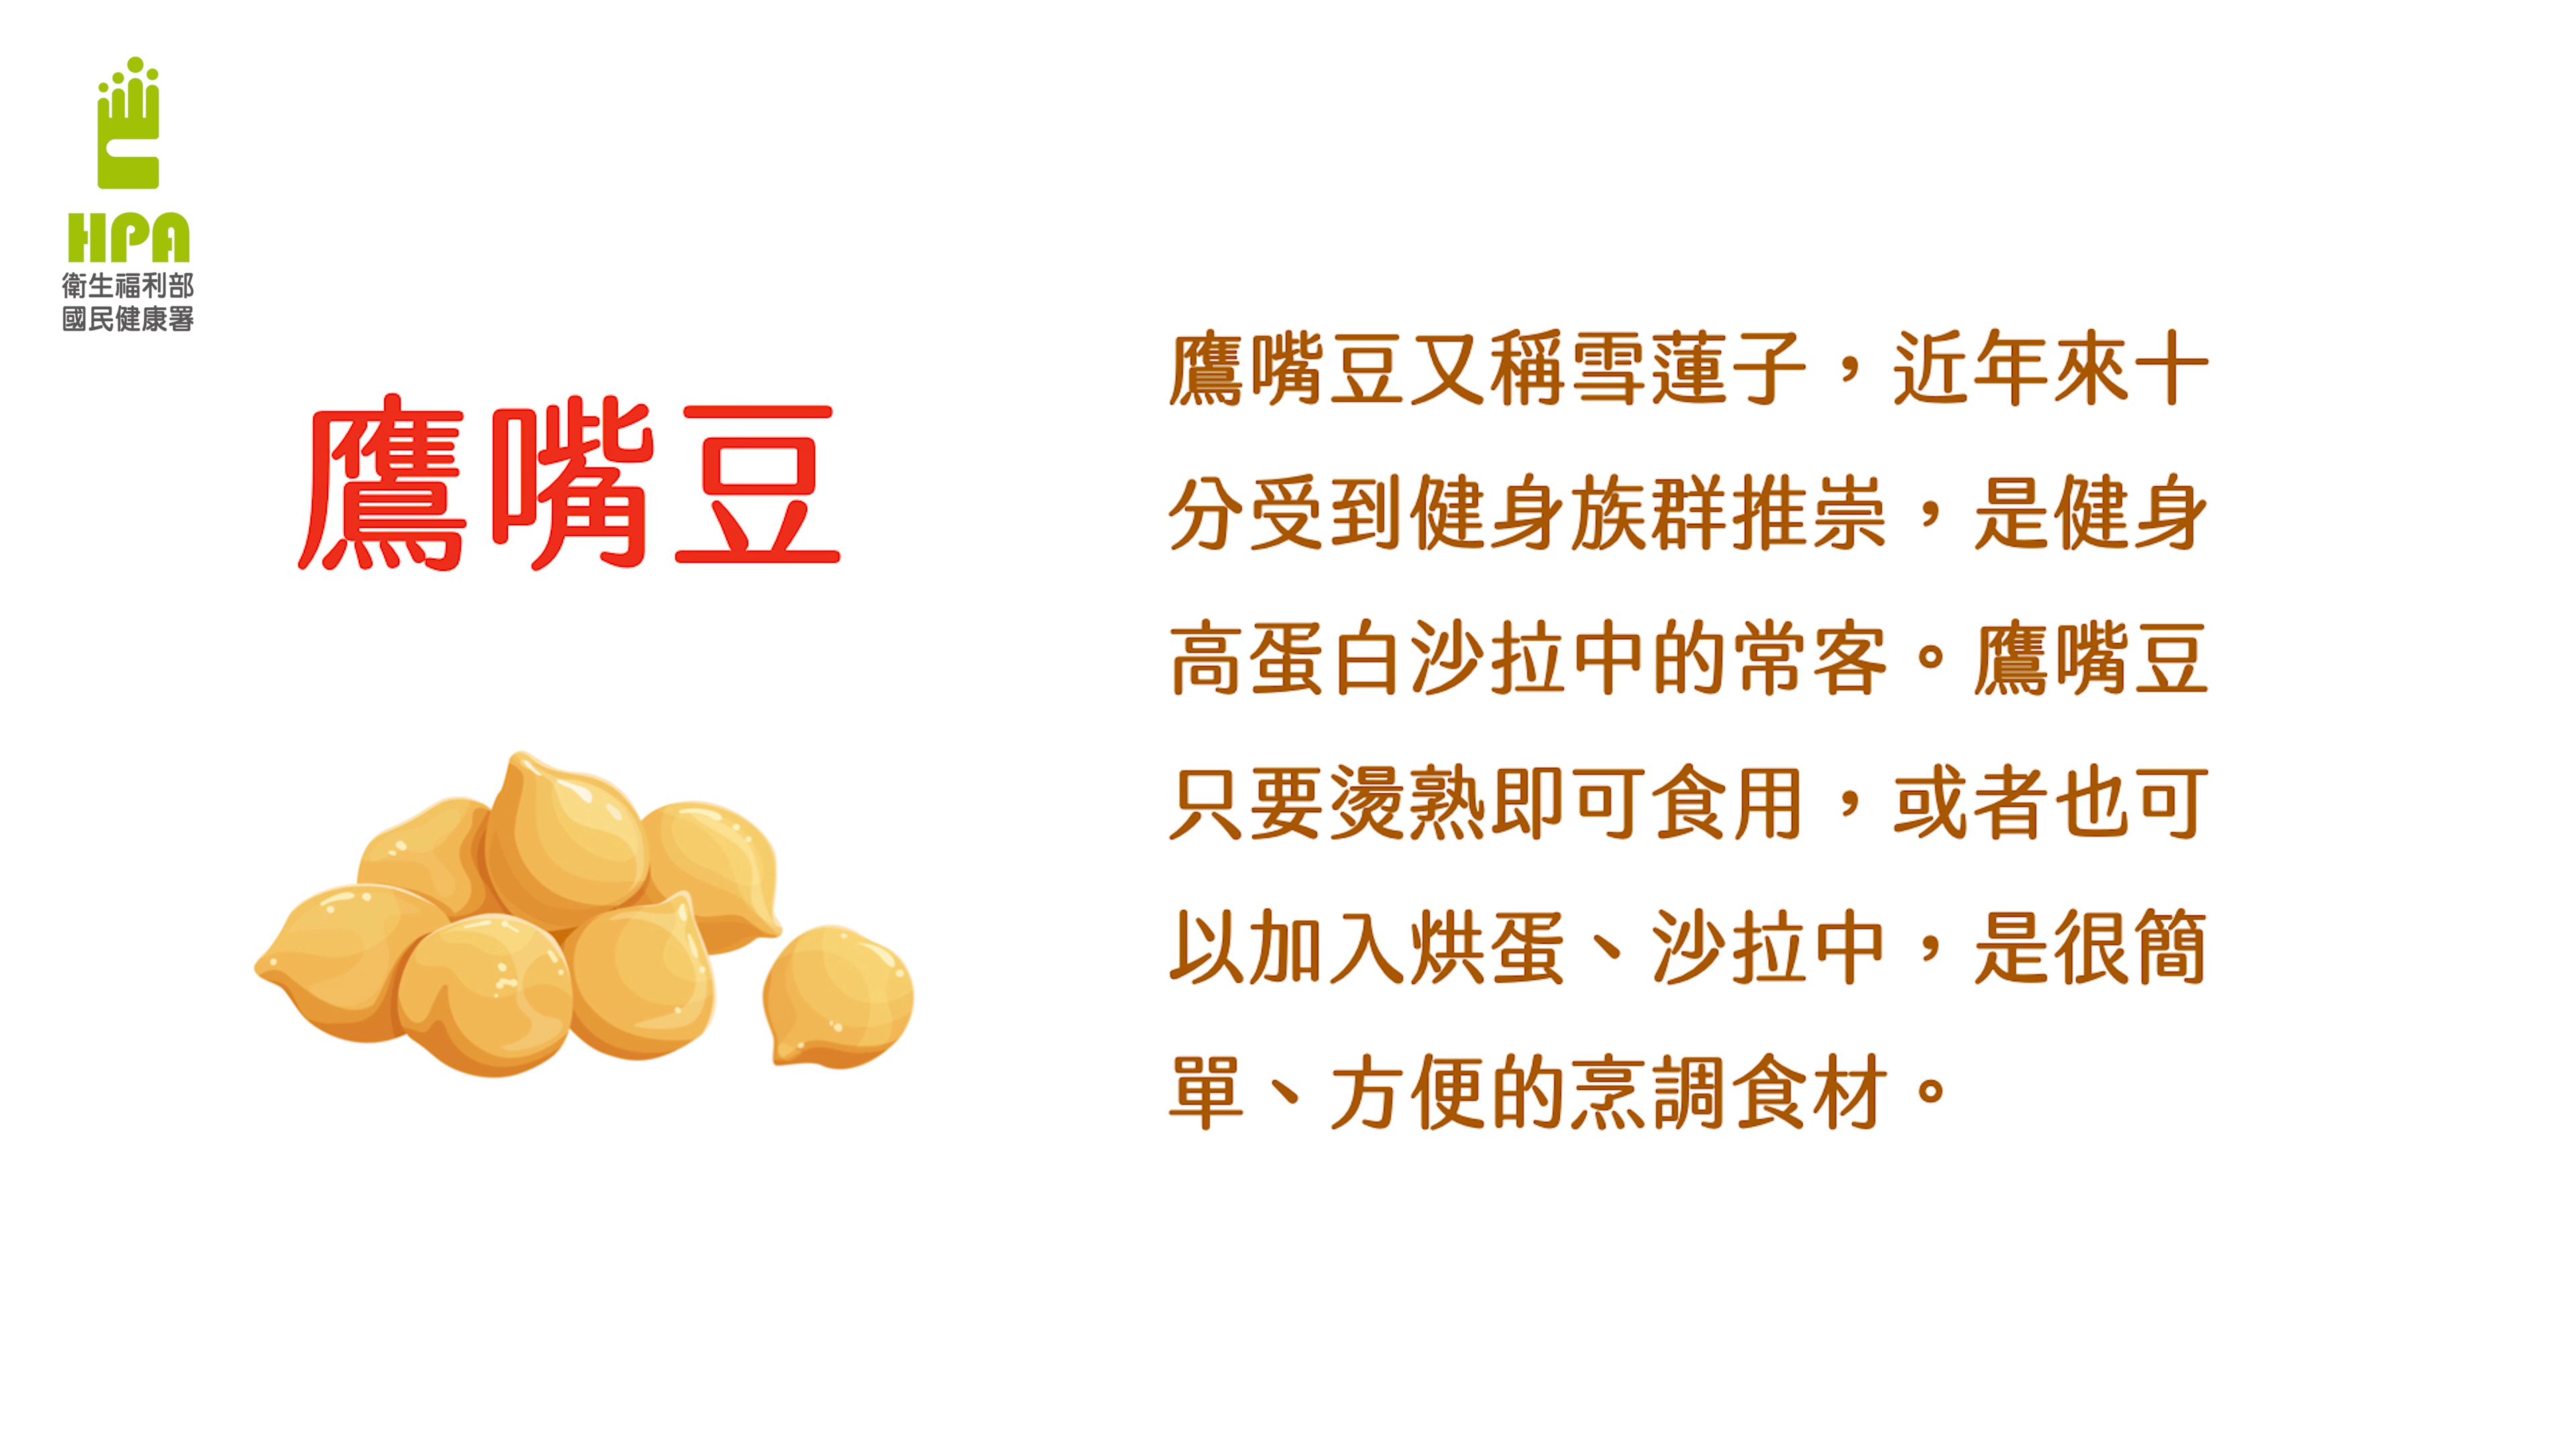 HPA
衛生福利部
國民健康署
鷹嘴豆
鷹嘴豆又稱雪蓮子，近年來十
分受到健身族群推崇，是健身
高蛋白沙拉中的常客。鷹嘴豆
只要燙熟即可食用，或者也可
以加入烘蛋、沙拉中，是很簡
單、方便的烹調食材。